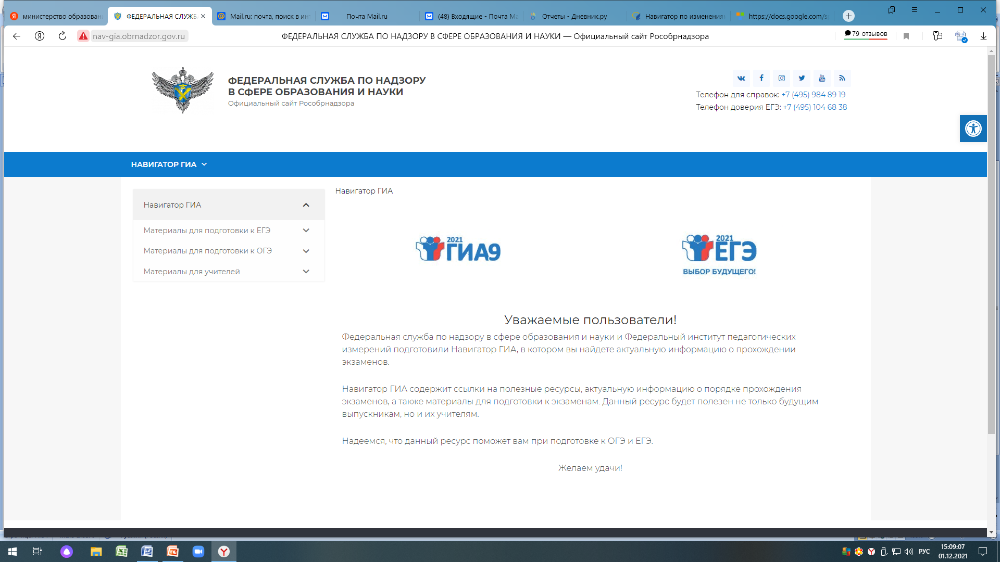 министерство образован
ФЕДЕРАЛЬНАЯ СЛУЖБ
Mail.ru: почта, поиск в инт
Почта Mail.ru
(48) Входящие - Почта Ma
Отчеты - Дневник.ру
Навигатор по изменения
https://docs.google.com/s
nav-gia.obrnadzor.gov.ru
ФЕДЕРАЛЬНАЯ СЛУЖБА ПО НАДЗОРУ В СФЕРЕ ОБРАЗОВАНИЯ И НАУКИ — Официальный сайт Рособрнадзора
79 отзывов
ФЕДЕРАЛЬНАЯ СЛУЖБА ПО НАДЗОРУ
В СФЕРЕ ОБРАЗОВАНИЯ И НАУКИ
Официальный сайт Рособрнадзора
Телефон для справок: +7 (495) 984 89 19
Телефон доверия ЕГЭ: +7 (495) 104 68 38
НАВИГАТОР ГИА
Навигатор ГИА
Материалы для подготовки к ЕГЭ
Материалы для подготовки к ОГЭ
Материалы для учителей
Навигатор ГИА
2021
ГИА9
2021
ЕГЭ
ВЫБОР БУДУЩЕГО!
Уважаемые пользователи!
Федеральная служба по надзору в сфере образования и науки и Федеральный институт педагогических
измерений подготовили Навигатор ГИА, в котором вы найдете актуальную информацию о прохождении
экзаменов.
Навигатор ГИА содержит ссылки на полезные ресурсы, актуальную информацию о порядке прохождения
экзаменов, а также материалы для подготовки к экзаменам. Данный ресурс будет полезен не только будущим
выпускникам, но и их учителям.
Надеемся, что данный ресурс поможет вам при подготовке к ОГЭ и ЕГЭ.
Желаем удачи!
РУС
15:09:07
01.12.2021